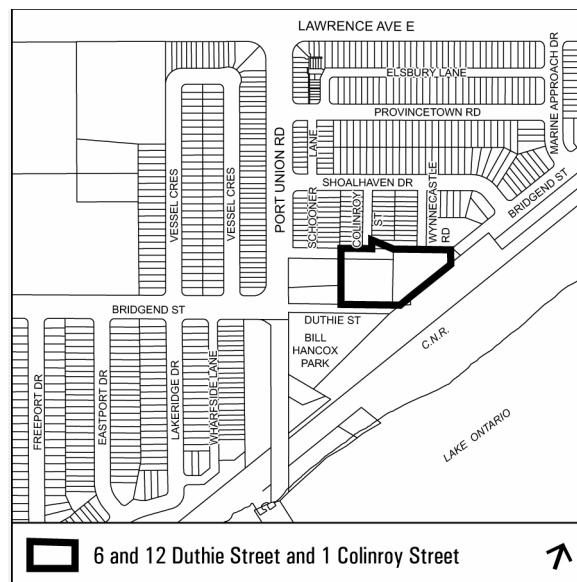 LAWRENCE AVE E
ELSBURY LANE
MARINE APPROACH DR
PROVINCETOWN RD
PORT UNION RD
LANE
SCHOONER
SHOALHAVEN DR
COLINROY
ST
WYNNECASTLE
RD
BRIDGEND ST
VESSEL CRES
VESSEL CRES
BRIDGEND ST
DUTHIE ST
BILL
HANCOX
PARK
C.N.R.
LAKE ONTARIO
FREEPORT DR
EASTPORT DR
LAKERIDGE DR
WHARFSIDE LANE
6 and 12 Duthie Street and 1 Colinroy Street